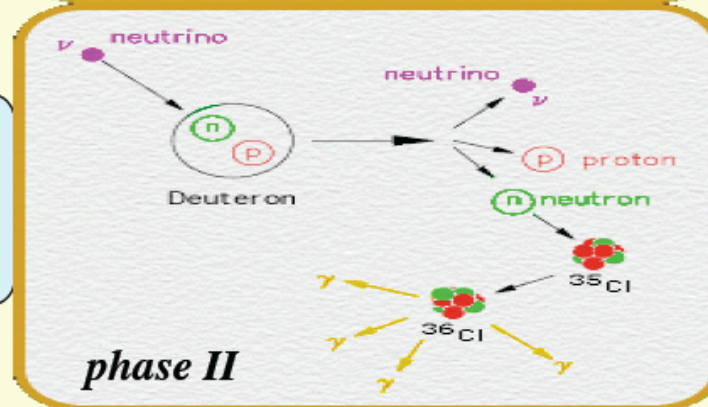 ν neutrino
neutrino
ν
n
p
p proton
Deuteron
n neutron
35Cl
γ
36Cl
γ
γ
γ
phase II